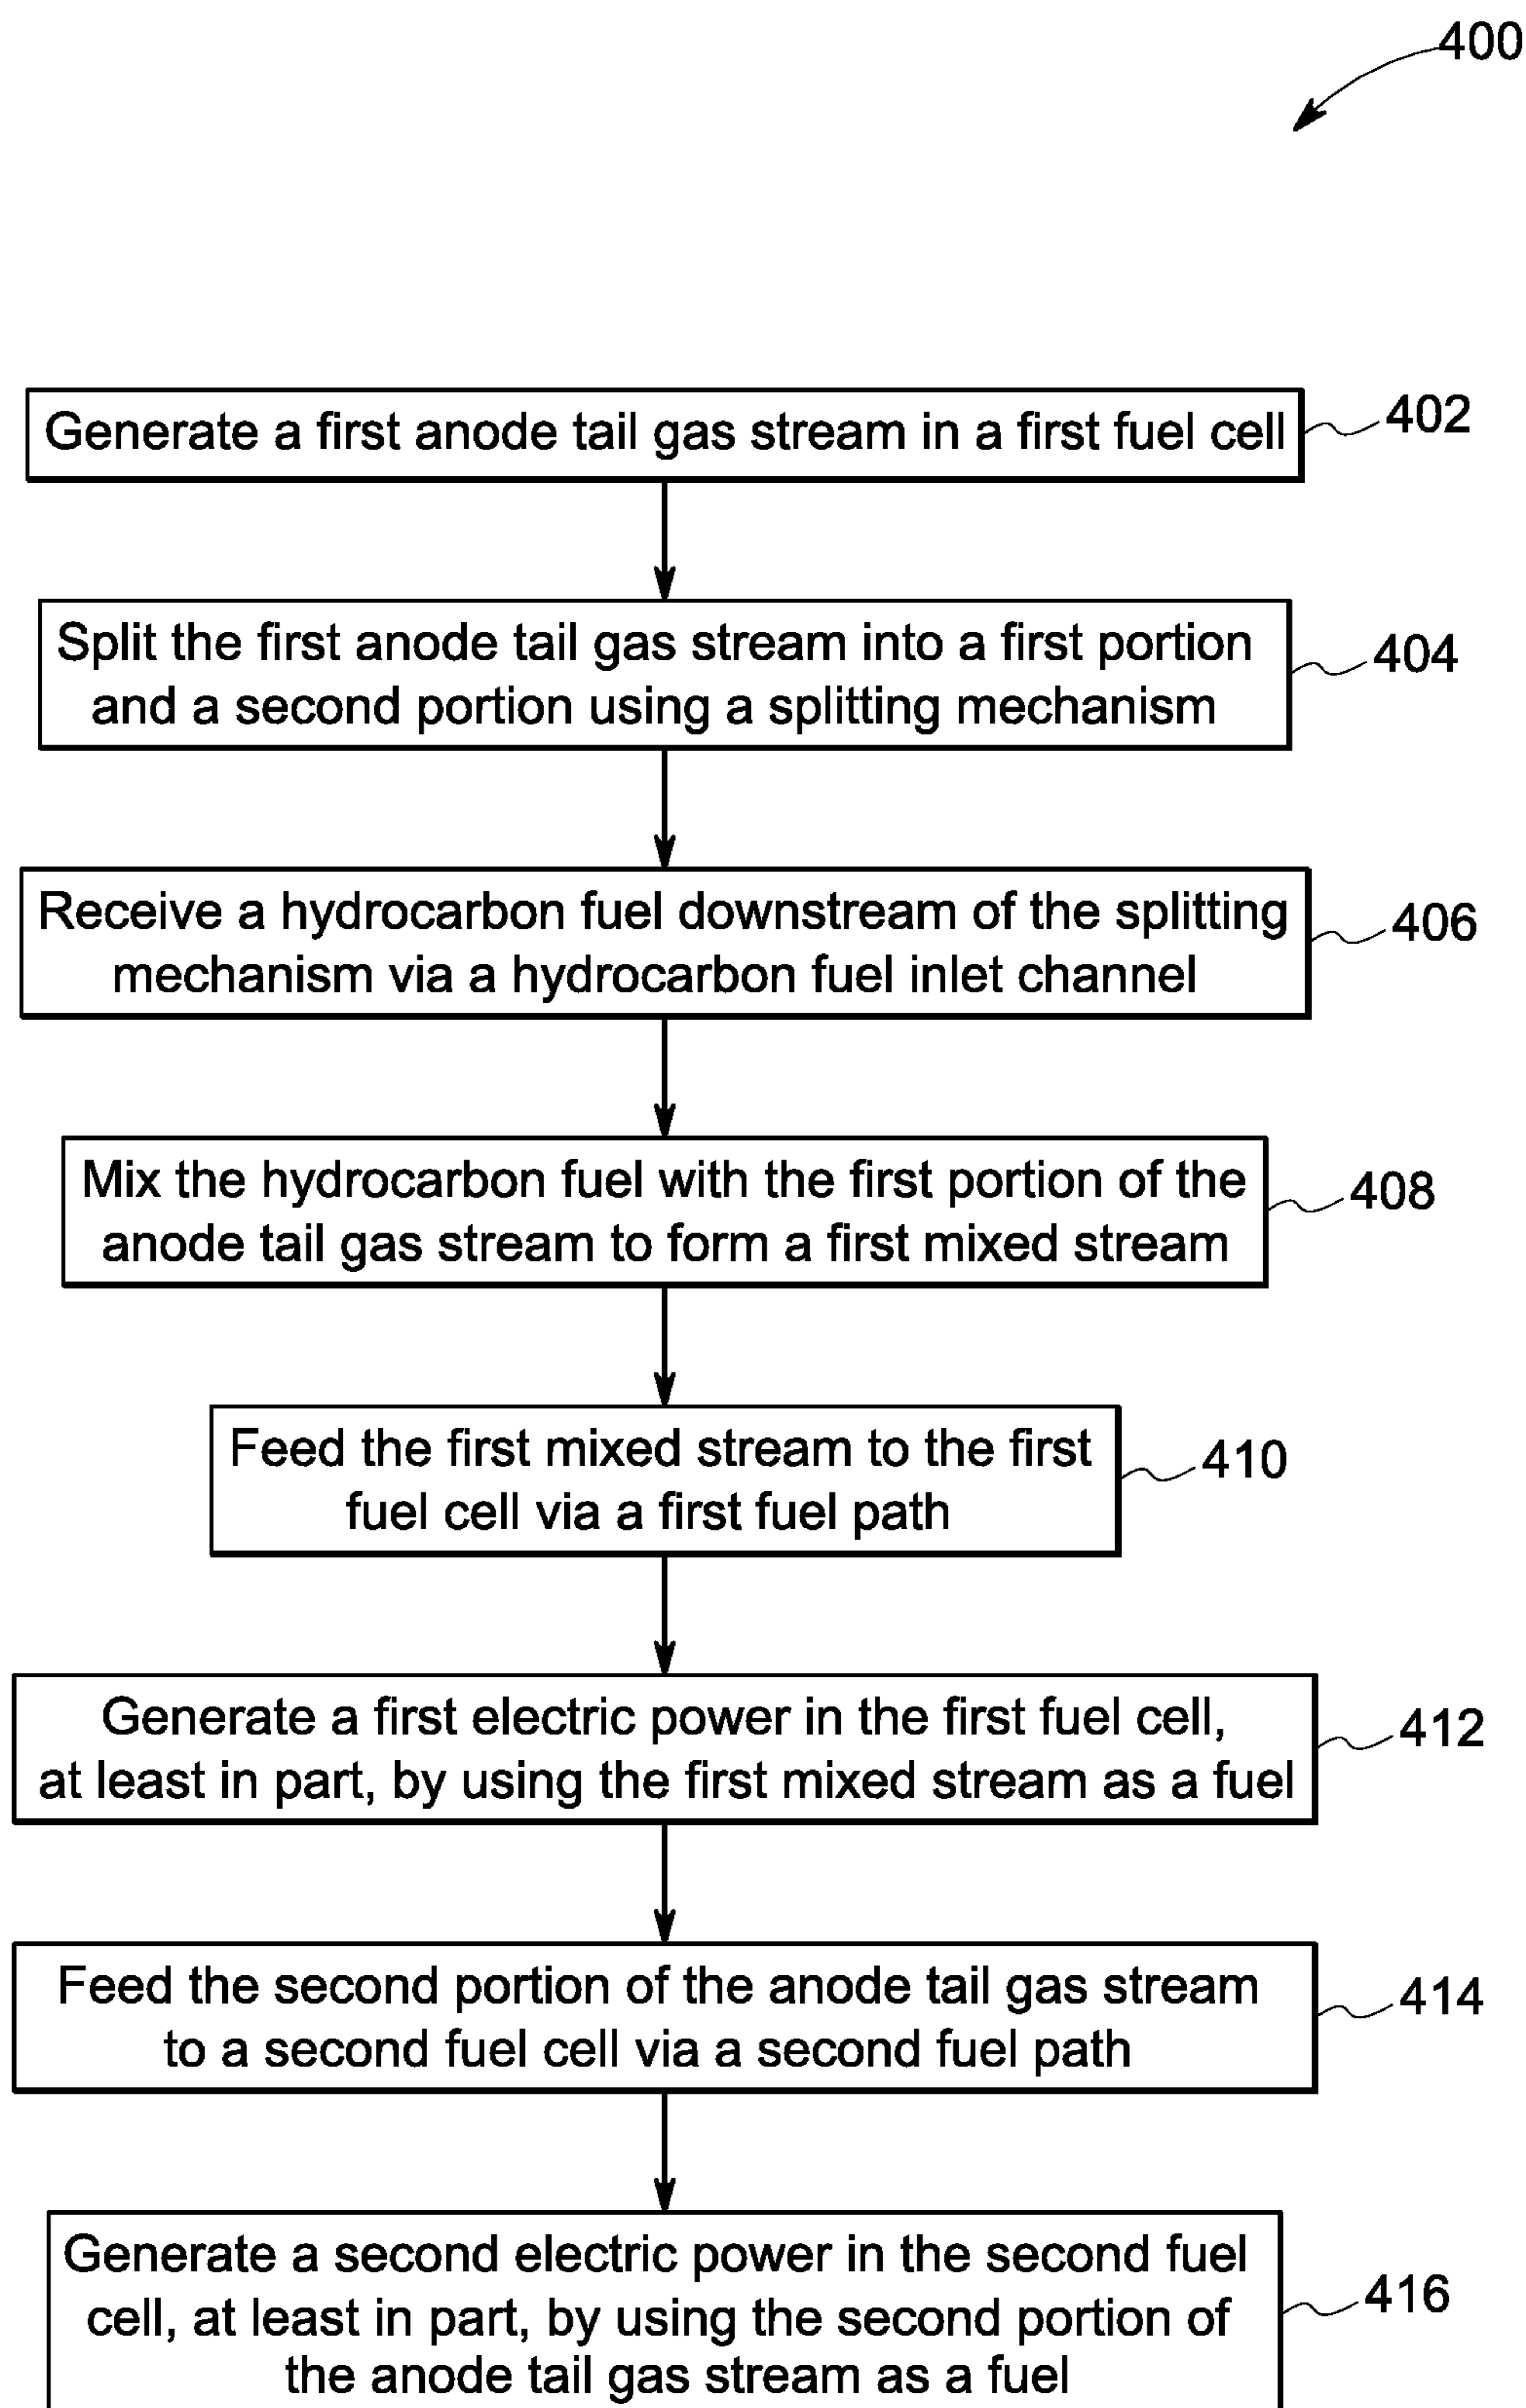 400
Generate a first anode tail gas stream in a first fuel cell
402
Split the first anode tail gas stream into a first portion
and a second portion using a splitting mechanism
404
Receive a hydrocarbon fuel downstream of the splitting
mechanism via a hydrocarbon fuel inlet channel
406
Mix the hydrocarbon fuel with the first portion of the
anode tail gas stream to form a first mixed stream
408
Feed the first mixed stream to the first
fuel cell via a first fuel path
410
Generate a first electric power in the first fuel cell,
at least in part, by using the first mixed stream as a fuel
412
Feed the second portion of the anode tail gas stream
to a second fuel cell via a second fuel path
414
Generate a second electric power in the second fuel
cell, at least in part, by using the second portion of
the anode tail gas stream as a fuel
416